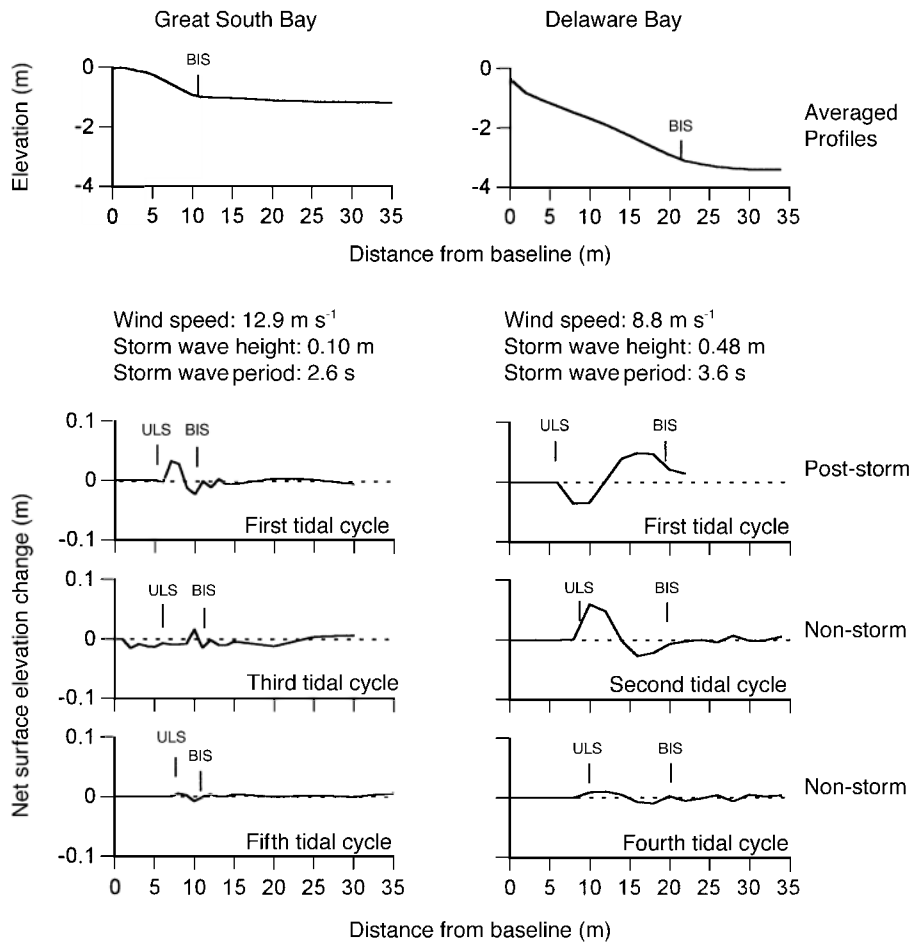 Great South Bay
Delaware Bay
Elevation (m)
0
-2
-4
BIS
0 5 10 15 20 25 30 35
0
-2
-4
BIS
0 5 10 15 20 25 30 35
Averaged
Profiles
Distance from baseline (m)
Wind speed: 12.9 m s-1
Storm wave height: 0.10 m
Storm wave period: 2.6 s
Wind speed: 8.8 m s-1
Storm wave height: 0.48 m
Storm wave period: 3.6 s
Net surface elevation change (m)
0.1
0
-0.1
ULS BIS
First tidal cycle
ULS BIS
First tidal cycle
Post-storm
0.1
0
-0.1
ULS BIS
Third tidal cycle
ULS BIS
Second tidal cycle
Non-storm
0.1
0
-0.1
ULS
BIS
Fifth tidal cycle
ULS BIS
Fourth tidal cycle
Non-storm
0 5 10 15 20 25 30 35
0 5 10 15 20 25 30 35
Distance from baseline (m)